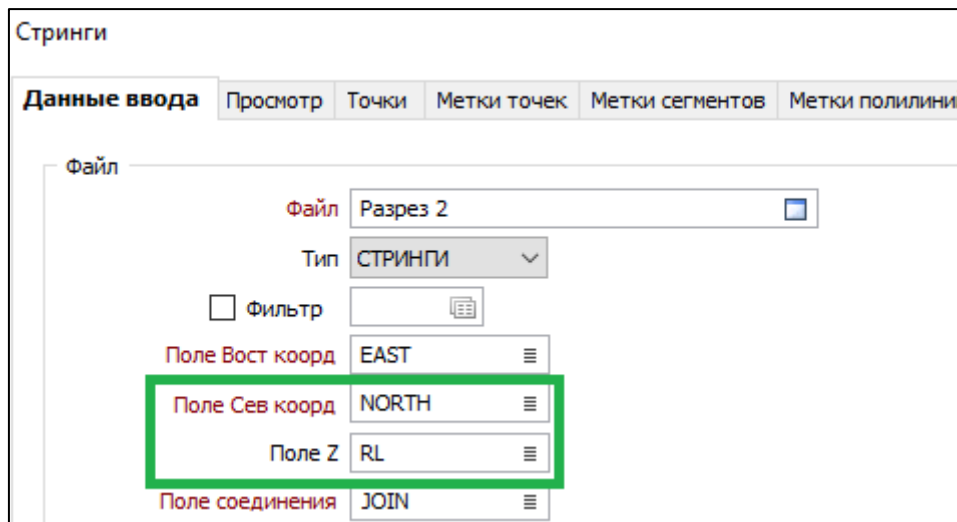 Стринги
Данные ввода Просмотр Точки Метки точек Метки сегментов Метки полилини
Файл
Файл Разрез 2
Тип СТРИНГИ
Фильтр
Поле Вост коорд EAST
Поле Сев коорд NORTH
Поле Z RL
Поле соединения JOIN